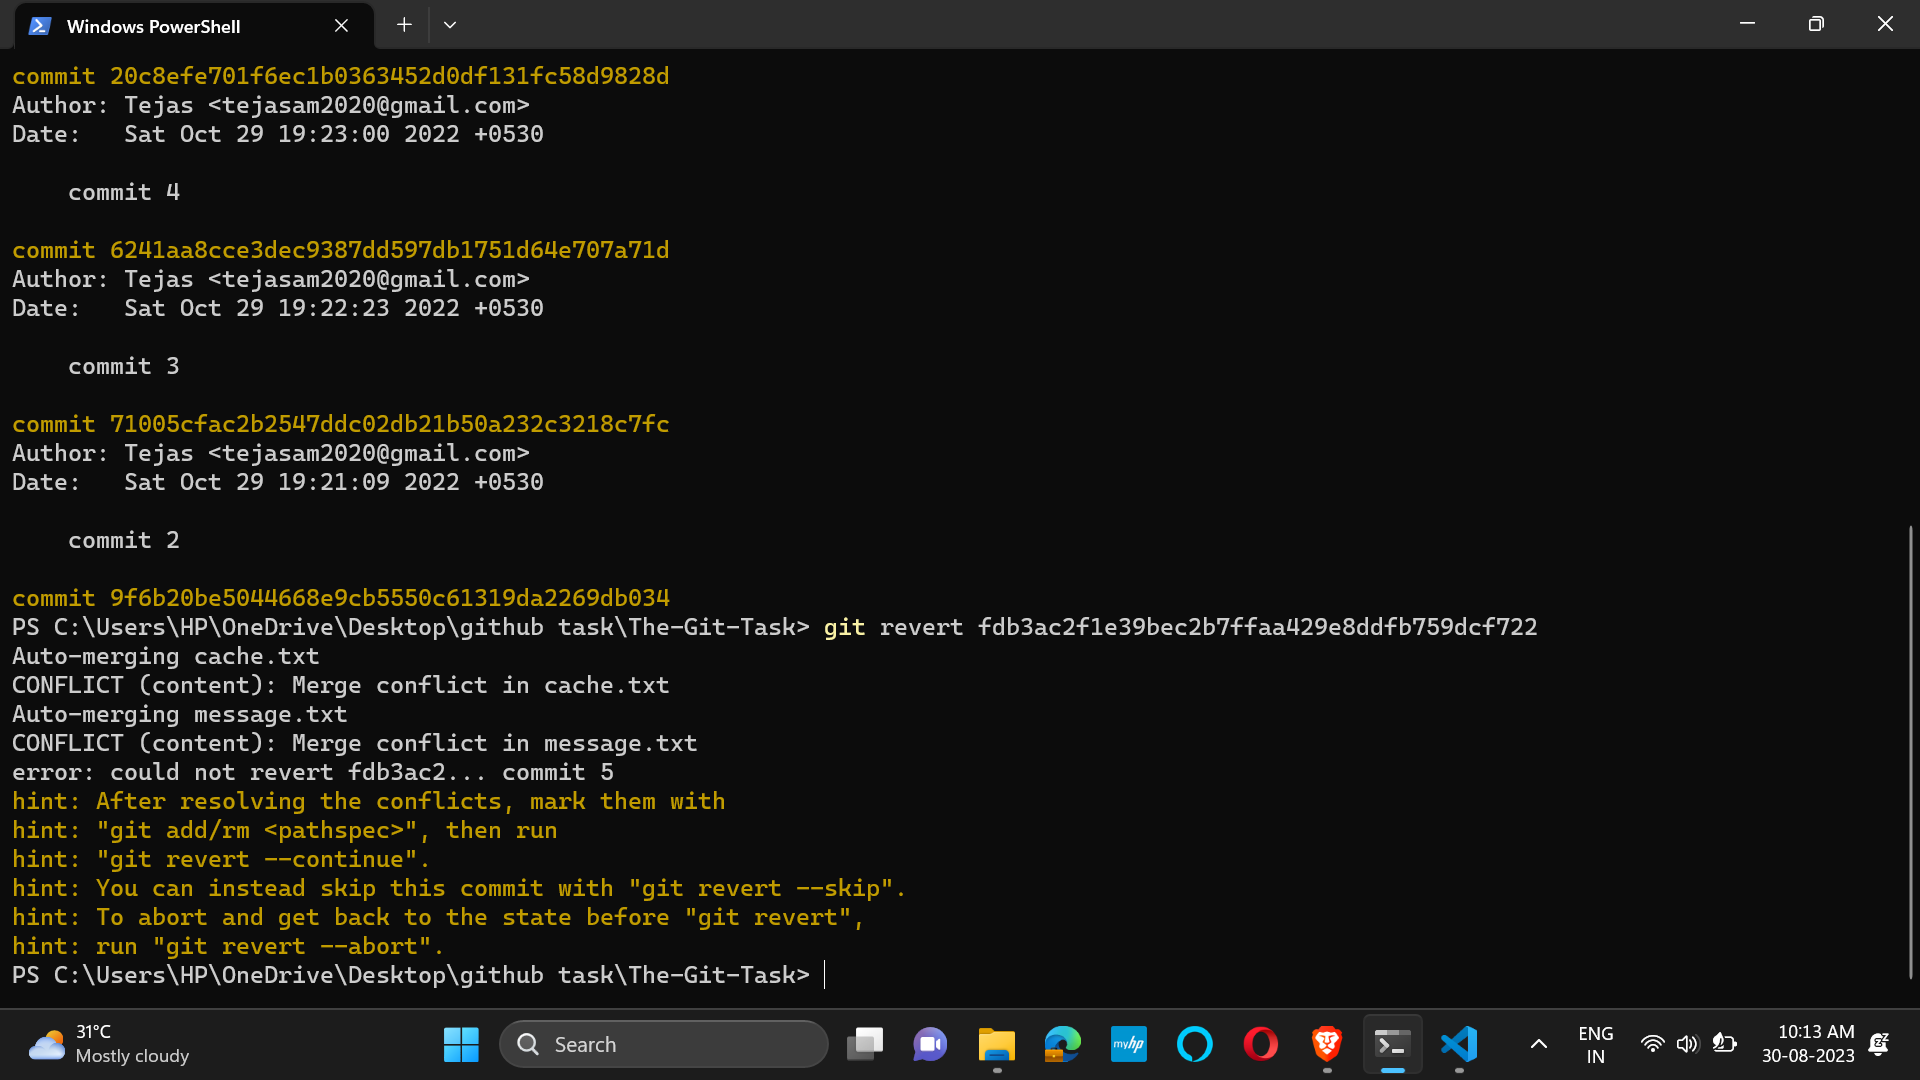 Windows PowerShell
commit 20c8efe701f6ec1b0363452d0df131fc58d9828d
Author: Tejas <tejasam2020@gmail.com>
Date:   Sat Oct 29 19:23:00 2022 +0530
    commit 4
commit 6241aa8cce3dec9387dd597db1751d64e707a71d
Author: Tejas <tejasam2020@gmail.com>
Date:   Sat Oct 29 19:22:23 2022 +0530
    commit 3
commit 71005cfac2b2547ddc02db21b50a232c3218c7fc
Author: Tejas <tejasam2020@gmail.com>
Date:   Sat Oct 29 19:21:09 2022 +0530
    commit 2
commit 9f6b20be5044668e9cb5550c61319da2269db034
PS C:\Users\HP\OneDrive\Desktop\github task\The-Git-Task> git revert fdb3ac2f1e39bec2b7ffaa429e8ddfb759dcf722
Auto-merging cache.txt
CONFLICT (content): Merge conflict in cache.txt
Auto-merging message.txt
CONFLICT (content): Merge conflict in message.txt
error: could not revert fdb3ac2... commit 5
hint: After resolving the conflicts, mark them with
hint: "git add/rm <pathspec>", then run
hint: "git revert --continue".
hint: You can instead skip this commit with "git revert --skip".
hint: To abort and get back to the state before "git revert",
hint: run "git revert --abort".
PS C:\Users\HP\OneDrive\Desktop\github task\The-Git-Task>
31°C
Mostly cloudy
Search
myhp
ENG
IN
10:13 AM
30-08-2023